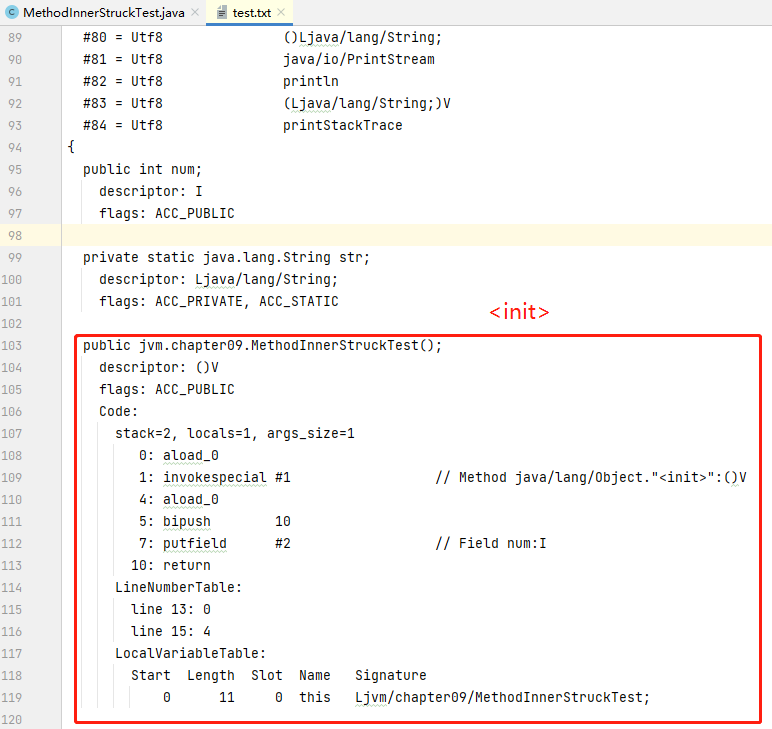 MethodInnerStruckTest.java test.txt
89 #80 = Utf8 ()Ljava/lang/String;
90 #81 = Utf8 java/io/PrintStream
91 #82 = Utf8 println
92 #83 = Utf8 (Ljava/lang/String;)V
93 #84 = Utf8 printStackTrace
94 {
95 public int num;
96 descriptor: I
97 flags: ACC_PUBLIC
98
99 private static java.lang.String str;
100 descriptor: Ljava/lang/String;
101 flags: ACC_PRIVATE, ACC_STATIC
<init>
102
103 public jvm.chapter09.MethodInnerStruckTest();
104 descriptor: ()V
105 flags: ACC_PUBLIC
106 Code:
107 stack=2, locals=1, args_size=1
108 0: aload_0
109 1: invokespecial #1 // Method java/lang/Object."<init>":()V
110 4: aload_0
111 5: bipush 10
112 7: putfield #2 // Field num:I
113 10: return
114 LineNumberTable:
115 line 13: 0
116 line 15: 4
117 LocalVariableTable:
118 Start Length Slot Name Signature
119 0 11 0 this Ljvm/chapter09/MethodInnerStruckTest;
120